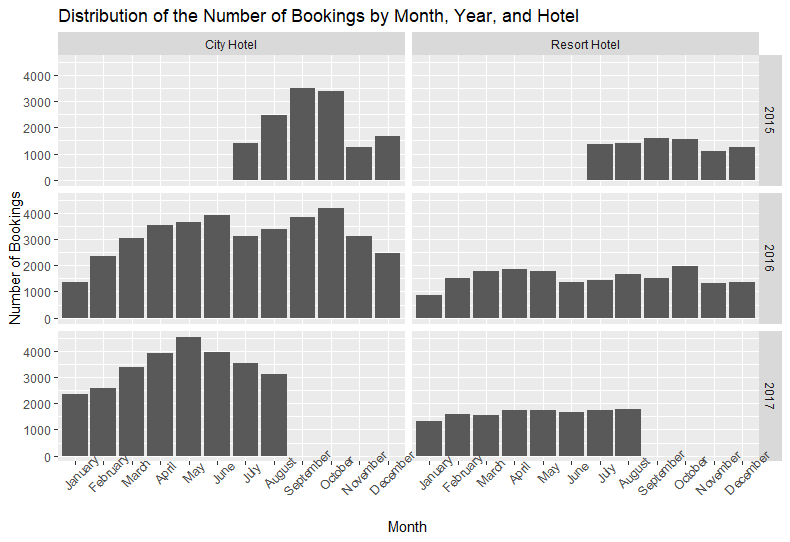 Distribution of the Number of Bookings by Month, Year, and Hotel
City Hotel
Resort Hotel
Number of Bookings
4000
3000
2000
1000
0
2015
4000
3000
2000
1000
0
2016
4000
3000
2000
1000
0
2017
January
February
March
April
May
June
July
August
September
October
November
December
January
February
March
April
May
June
July
August
September
October
November
December
Month